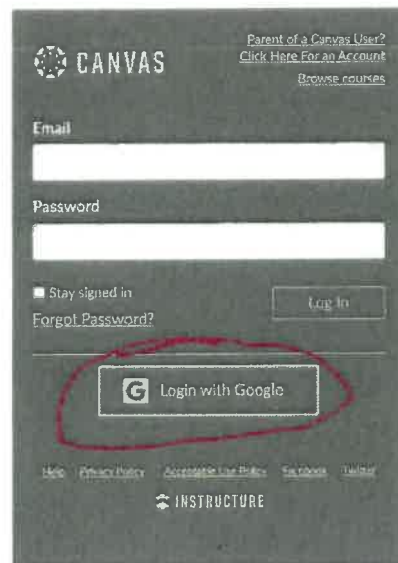 Parent of a Canvas User?
Click Here For an Account
CANVAS
Browse courses
Email
Password
Stay signed in
Log In
Forgot Password?
G Login with Google
Help Privacy Policy Acceptable Use Policy Facebook Twitter
INSTRUCTURE